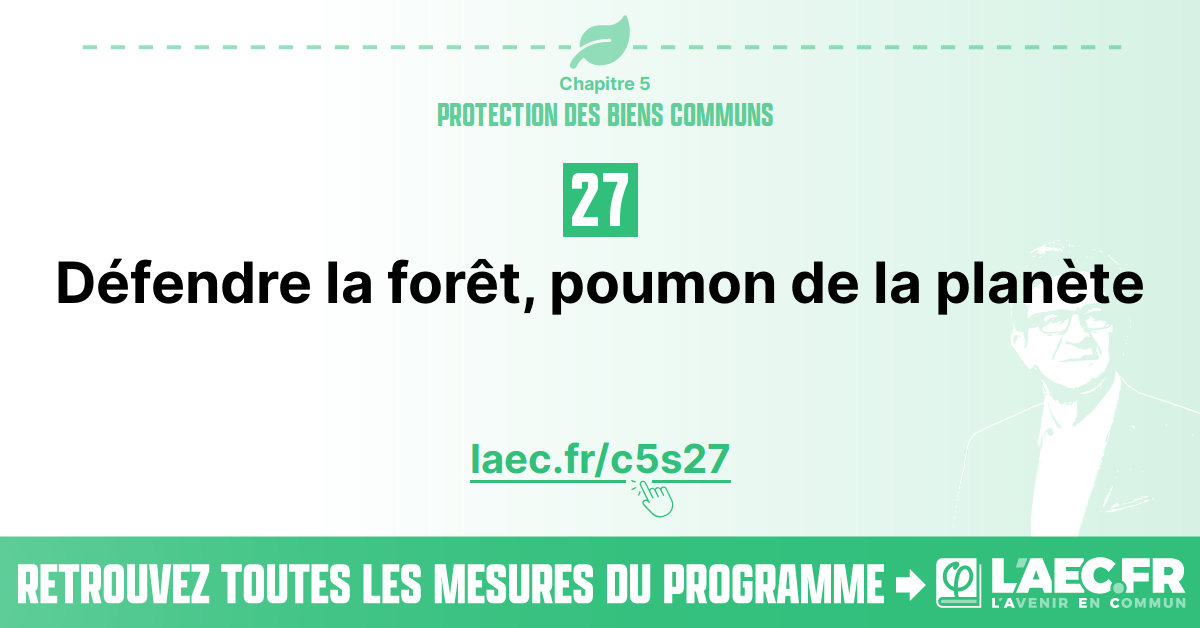 Chapitre 5
PROTECTION DES BIENS COMMUNS
27
Défendre la forêt, poumon de la planète
laec.fr/c5s27
RETROUVEZ TOUTES LES MESURES DU PROGRAMME
φ L'AEC.FR
L'AVENIR EN COMMUN